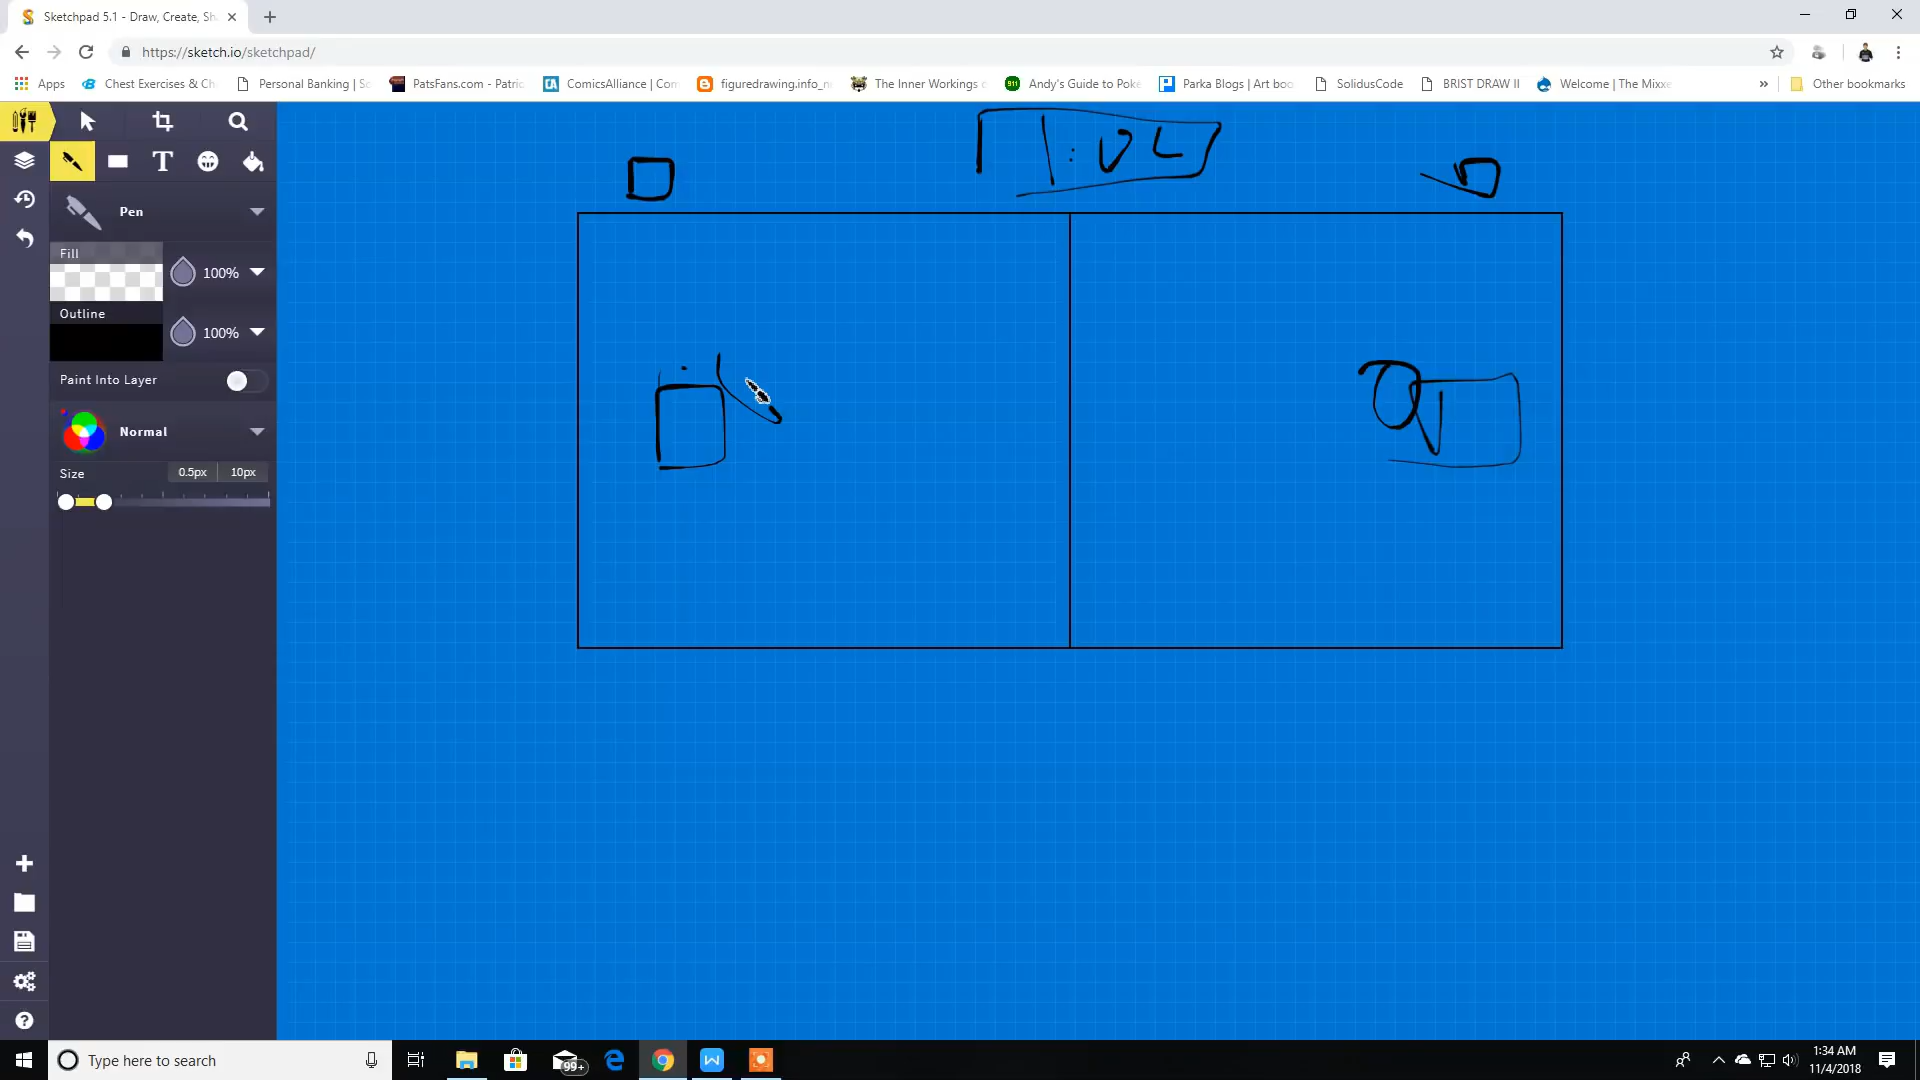 Sketchpad 5.1 - Draw, Create, Sh
https://sketch.io/sketchpad/
Apps Chest Exercises & Ch Personal Banking | So PatsFans.com - Patric ComicsAlliance | Com figuredrawing.info_n The Inner Workings o Andy's Guide to Poke Parka Blogs | Art boo SolidusCode BRIST DRAW II Welcome | The Mixxe » Other bookmarks
T
Pen
Fill
100%
Outline
100%
Paint Into Layer
Normal
Size 0.5px 10px
Type here to search
99+
1:34 AM
11/4/2018